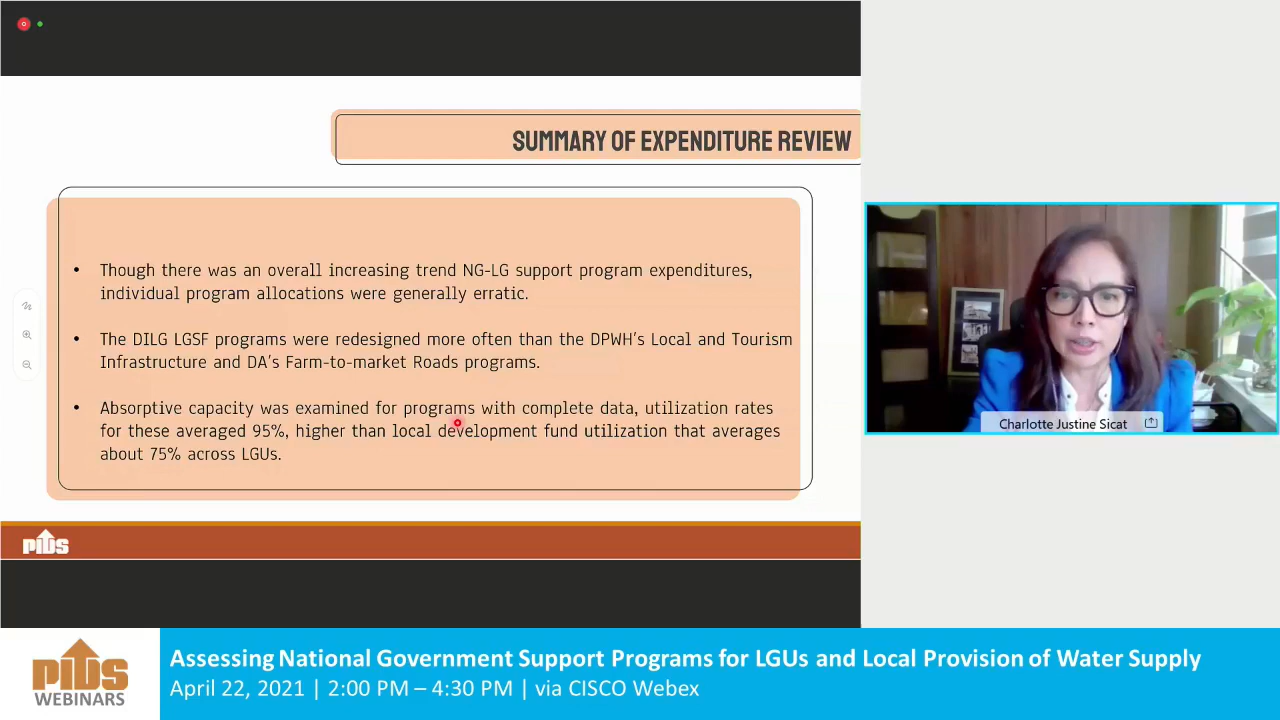 SUMMARY OF EXPENDITURE REVIEW
• Though there was an overall increasing trend NG-LG support program expenditures,
individual program allocations were generally erratic.
• The DILG LGSF programs were redesigned more often than the DPWH's Local and Tourism
Infrastructure and DA's Farm-to-market Roads programs.
• Absorptive capacity was examined for programs with complete data, utilization rates
for these averaged 95%, higher than local development fund utilization that averages
about 75% across LGUs.
PIDS
Charlotte Justine Sicat
PIDS
WEBINARS
Assessing National Government Support Programs for LGUs and Local Provision of Water Supply
April 22, 2021 | 2:00 PM – 4:30 PM | via CISCO Webex